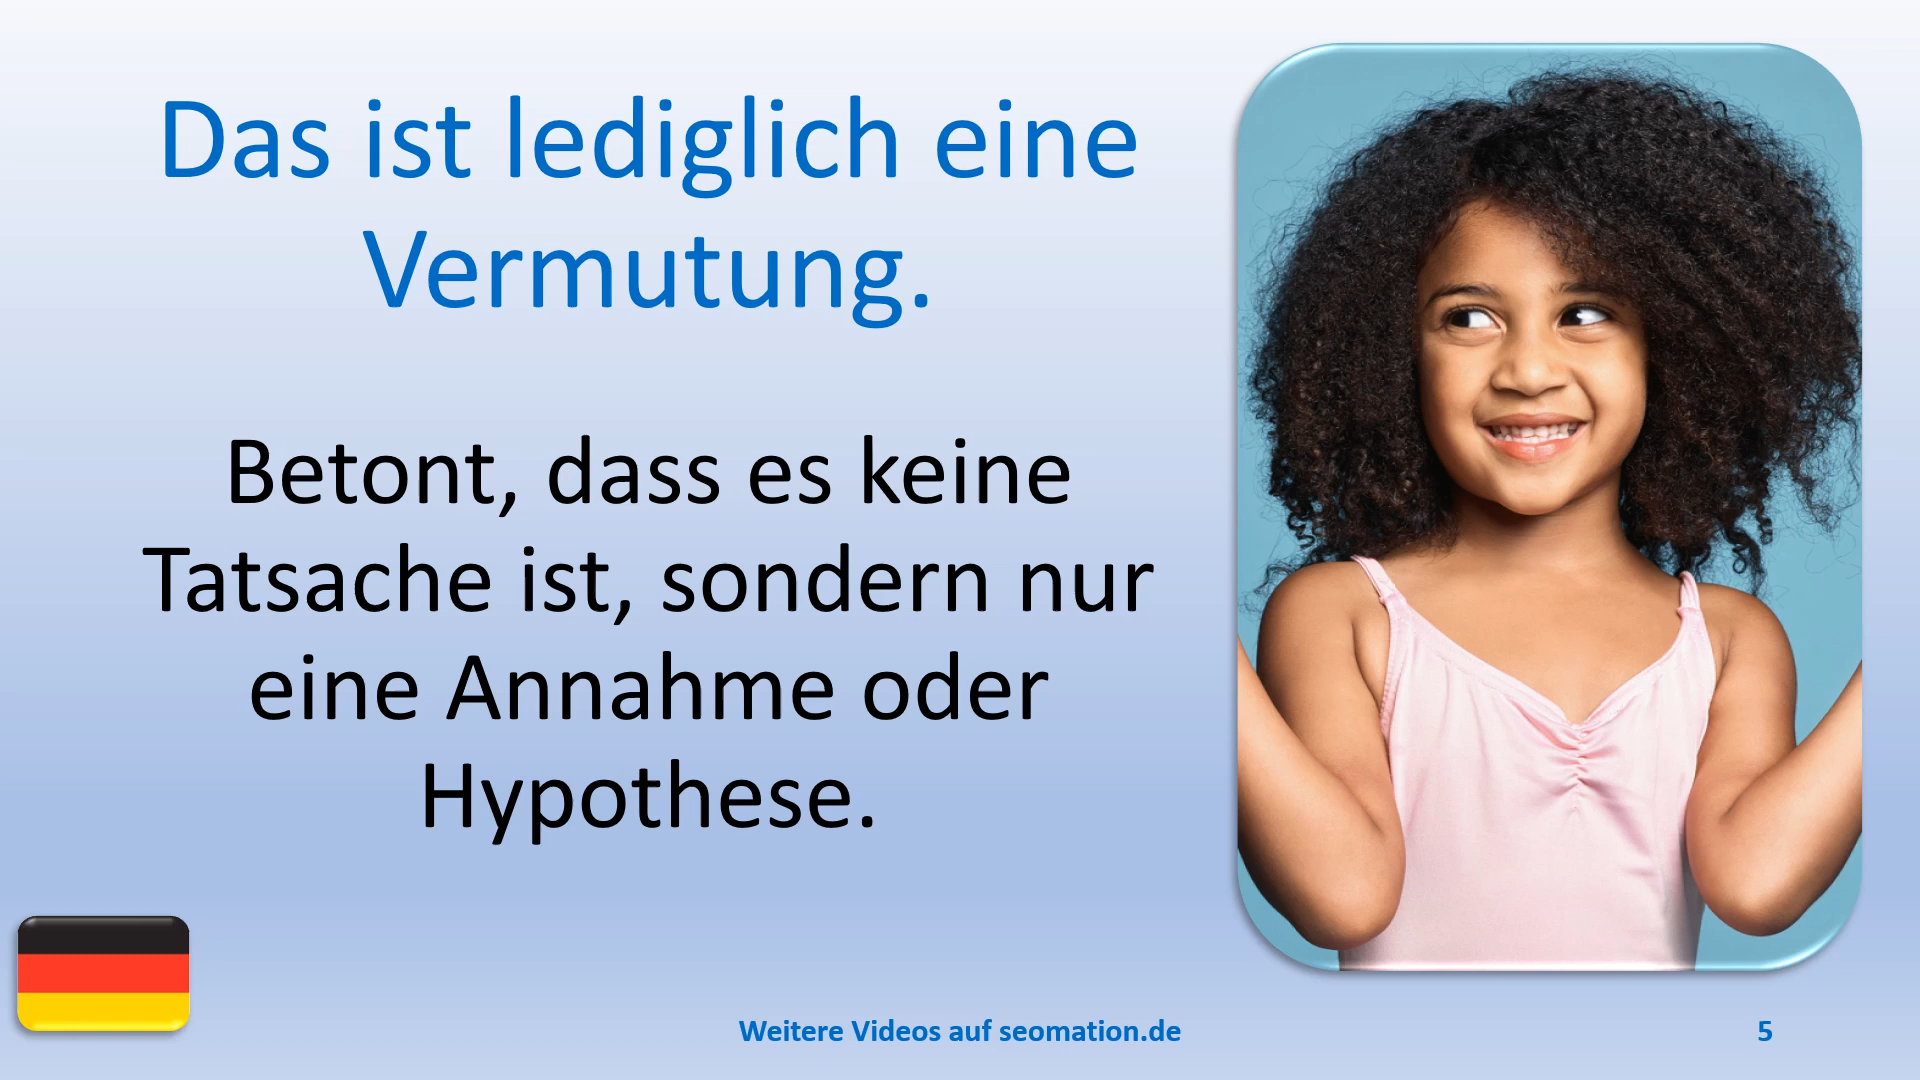 Das ist lediglich eine
Vermutung.
Betont, dass es keine
Tatsache ist, sondern nur
eine Annahme oder
Hypothese.
Weitere Videos auf seomation.de
5